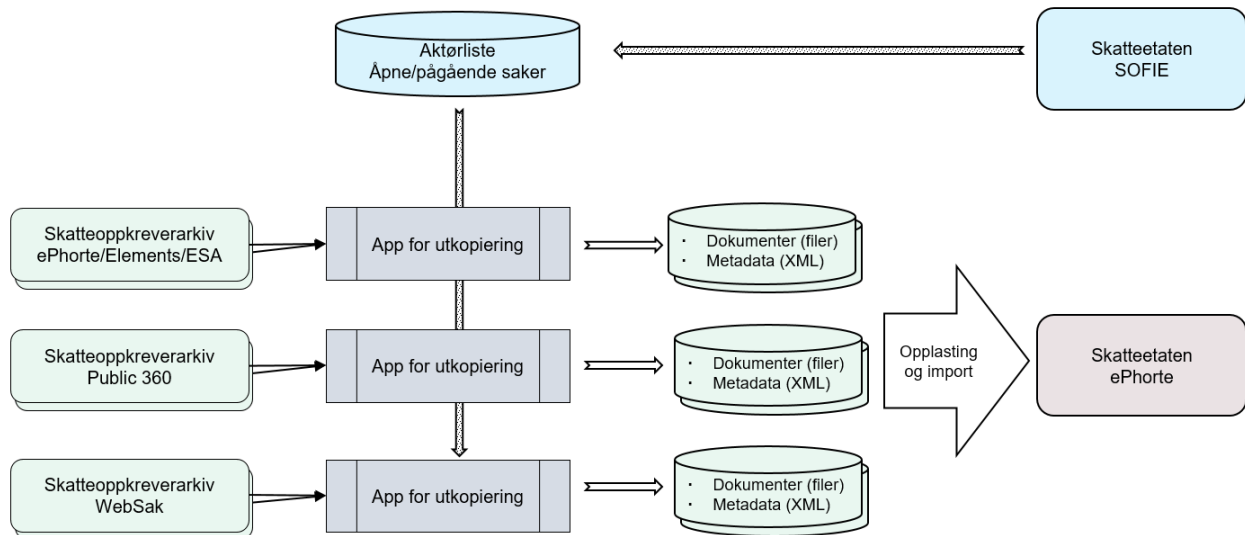 Aktørliste
Åpne/pågående saker
Skatteetaten
SOFIE
Skatteoppkreverarkiv
ePhorte/Elements/ESA
App for utkopiering
· Dokumenter (filer)
· Metadata (XML)
Skatteoppkreverarkiv
Public 360
App for utkopiering
· Dokumenter (filer)
· Metadata (XML)
Opplasting
og import
Skatteetaten
ePhorte
Skatteoppkreverarkiv
WebSak
App for utkopiering
· Dokumenter (filer)
· Metadata (XML)